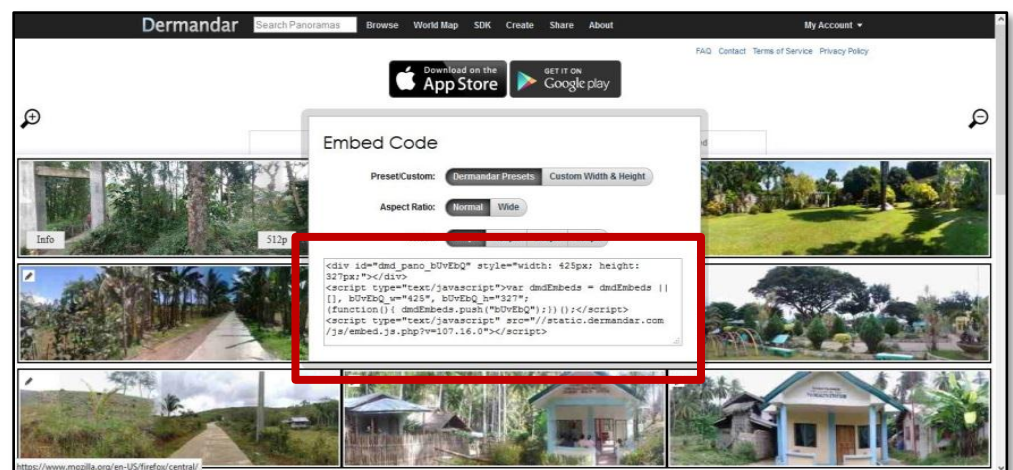 Dermandar Search Panoramas Browse World Map SDK Create Share About My Account
FAQ Contact Terms of Service Privacy Policy
Download on the App Store GET IT ON Google play
Embed Code
Preset/Custom: Dermandar Presets Custom Width & Height
Aspect Ratio: Normal Wide
Info 512p
<div id="dmd_pano_bUvEbQ" style="width: 425px; height:
327px;"></div>
<script type="text/javascript">var dmdEmbeds = dmdEmbeds ||
[], bUvEbQ_w="425", bUvEbQ_h="327";
(function(){ dmdEmbeds.push("bUvEbQ");})();</script>
<script type="text/javascript" src="//static.dermandar.com
/js/embed.js.php?v=107.16.0"></script>
https://www.mozilla.org/en-US/firefox/central/